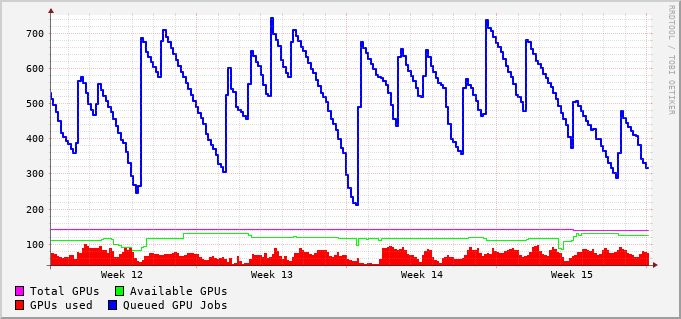 700
600
500
400
300
200
100
Week 12 Week 13 Week 14 Week 15
Total GPUs Available GPUs
GPUs used Queued GPU Jobs
RRDTOOL / TOBI OETIKER